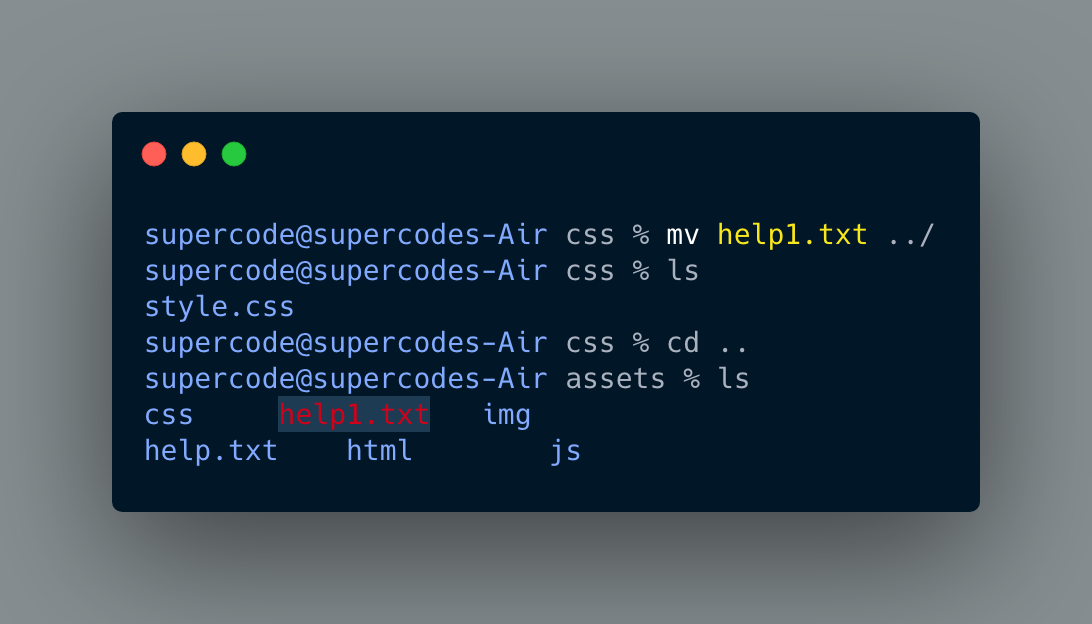 supercode@supercodes-Air css % mv help1.txt ../
supercode@supercodes-Air css % ls
style.css
supercode@supercodes-Air css % cd ..
supercode@supercodes-Air assets % ls
css help1.txt img
help.txt html js